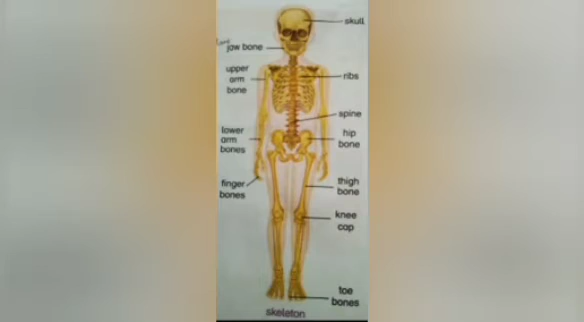 skull
jaw bone
upper
arm
bone
ribs
spine
lower
arm
bones
hip
bone
finger
bones
thigh
bone
knee
cap
toe
bones
skeleton